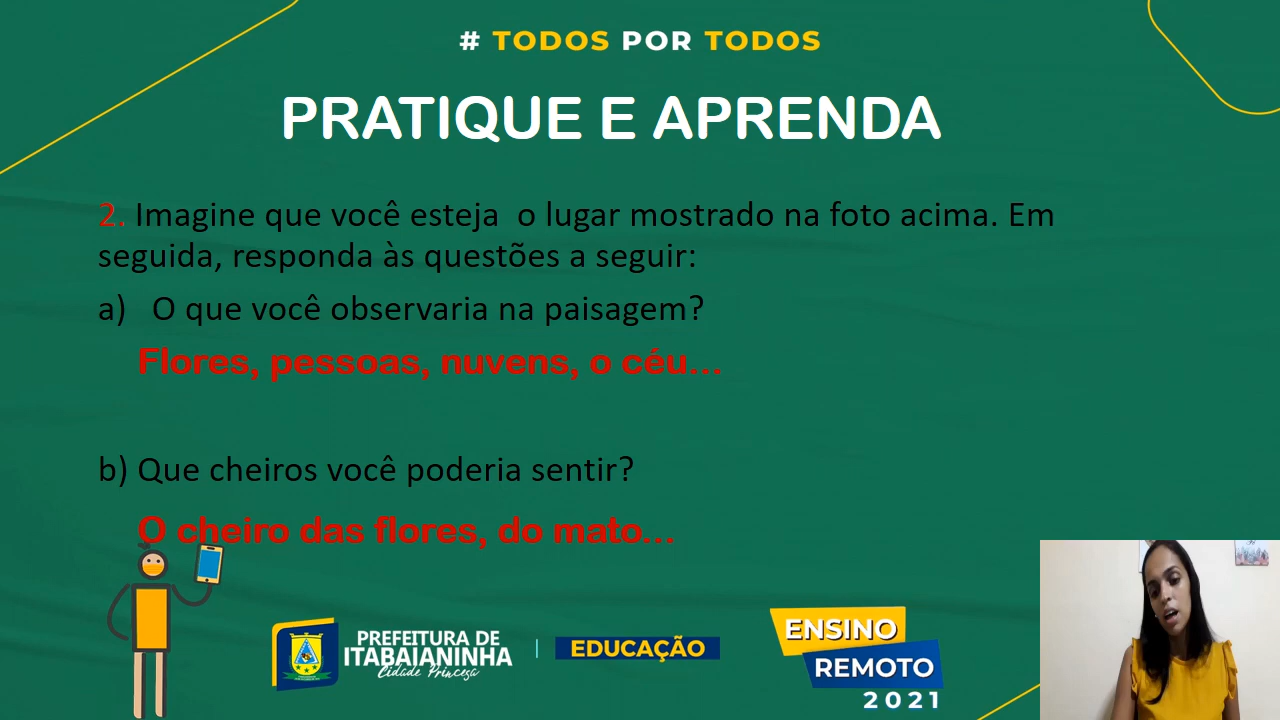 # TODOS POR TODOS
PRATIQUE E APRENDA
2. Imagine que você esteja  o lugar mostrado na foto acima. Em
seguida, responda às questões a seguir:
a) O que você observaria na paisagem?
Flores, pessoas, nuvens, o céu...
b) Que cheiros você poderia sentir?
O cheiro das flores, do mato...
PREFEITURA DE
ITABAIANINHA
Cidade Princesa
EDUCAÇÃO
ENSINO
REMOTO
2021